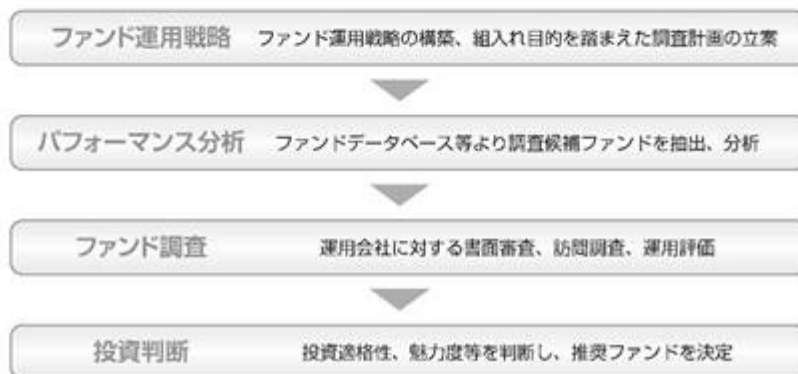 ファンド運用戦略 ファンド運用戦略の構築、組入れ目的を踏まえた調査計画の立案
パフォーマンス分析 ファンドデータベース等より調査候補ファンドを抽出、分析
ファンド調査 運用会社に対する書面審査、訪問調査、運用評価
投資判断 投資適格性、魅力度等を判断し、推奨ファンドを決定